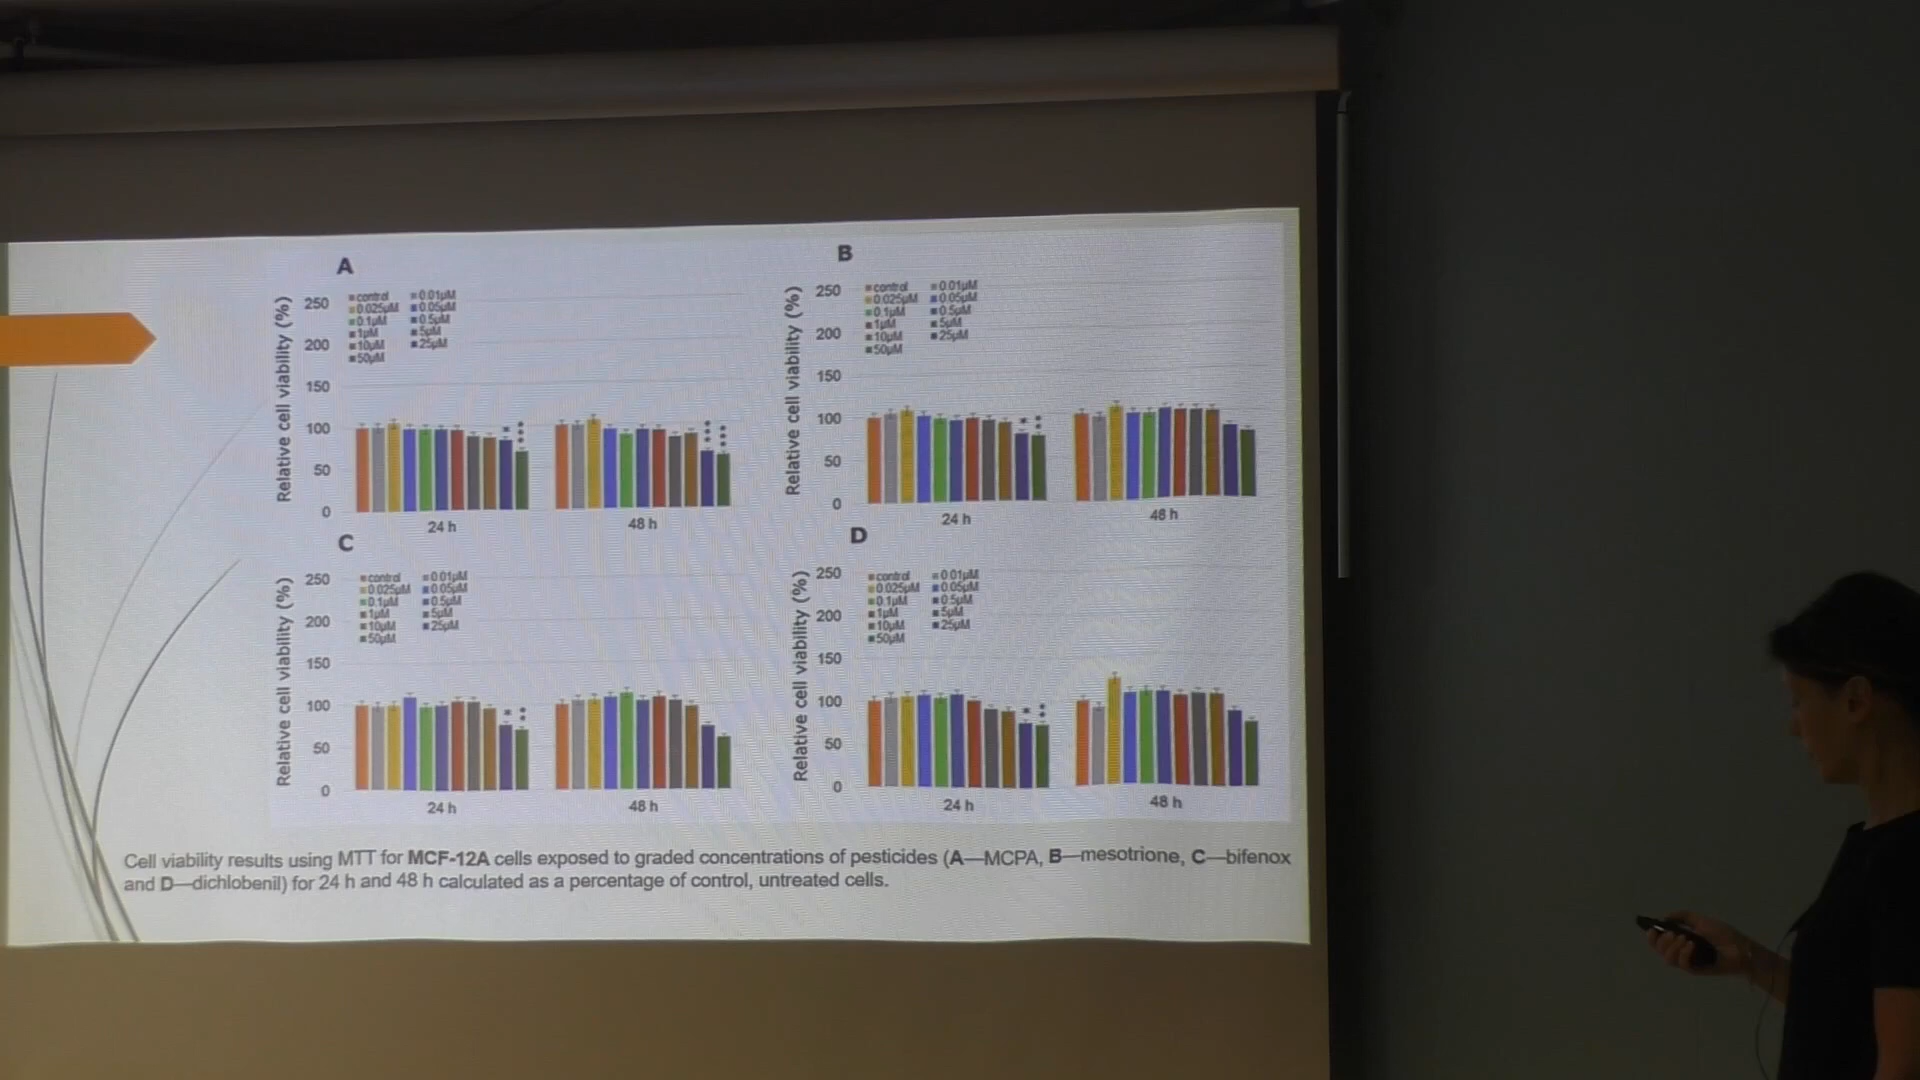 A
Relative cell viability (%)
250
200
150
100
50
0
control 0.01µM
0.025µM 0.05µM
0.1µM 0.5µM
1µM 5µM
10µM 25µM
50µM
*
***
***
***
24 h
48 h
B
Relative cell viability (%)
250
200
150
100
50
0
control 0.01µM
0.025µM 0.05µM
0.1µM 0.5µM
1µM 5µM
10µM 25µM
50µM
*
**
24 h
48 h
C
Relative cell viability (%)
250
200
150
100
50
0
control 0.01µM
0.025µM 0.05µM
0.1µM 0.5µM
1µM 5µM
10µM 25µM
50µM
*
**
24 h
48 h
D
Relative cell viability (%)
250
200
150
100
50
0
control 0.01µM
0.025µM 0.05µM
0.1µM 0.5µM
1µM 5µM
10µM 25µM
50µM
*
**
24 h
48 h
Cell viability results using MTT for MCF-12A cells exposed to graded concentrations of pesticides (A—MCPA, B—mesotrione, C—bifenox
and D—dichlobenil) for 24 h and 48 h calculated as a percentage of control, untreated cells.